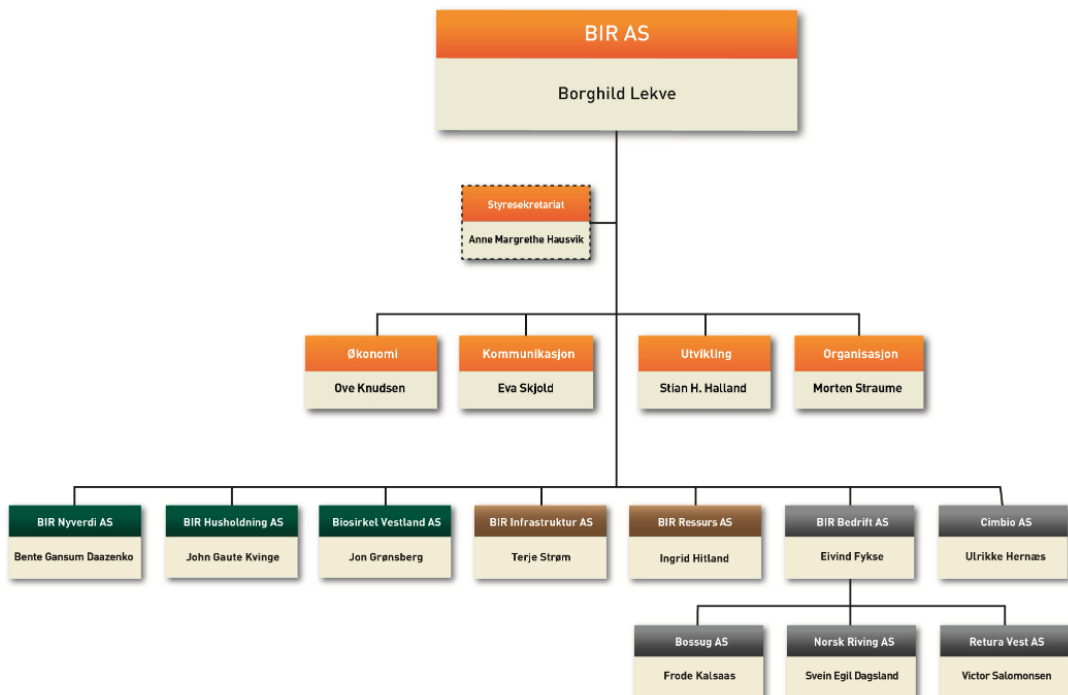 BIR AS
Borghild Lekve
Styresekretariat
Anne Margrethe Hausvik
Økonomi
Ove Knudsen
Kommunikasjon
Eva Skjold
Utvikling
Stian H. Halland
Organisasjon
Morten Straume
BIR Nyverdi AS
Bente Gansum Daazenko
BIR Husholdning AS
John Gaute Kvinge
Biosirkel Vestland AS
Jon Grønsberg
BIR Infrastruktur AS
Terje Strøm
BIR Ressurs AS
Ingrid Hitland
BIR Bedrift AS
Eivind Fykse
Cimbio AS
Ulrikke Hernæs
Bossug AS
Frode Kalsaas
Norsk Riving AS
Svein Egil Dagsland
Retura Vest AS
Victor Salomonsen